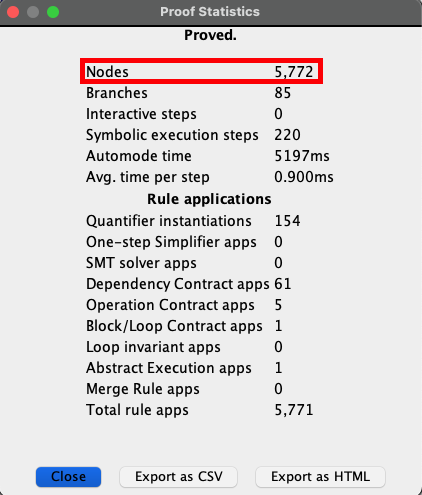 Proof Statistics
Proved.
Nodes 5,772
Branches 85
Interactive steps 0
Symbolic execution steps 220
Automode time 5197ms
Avg. time per step 0.900ms
Rule applications
Quantifier instantiations 154
One-step Simplifier apps 0
SMT solver apps 0
Dependency Contract apps 61
Operation Contract apps 5
Block/Loop Contract apps 1
Loop invariant apps 0
Abstract Execution apps 1
Merge Rule apps 0
Total rule apps 5,771
Close Export as CSV Export as HTML